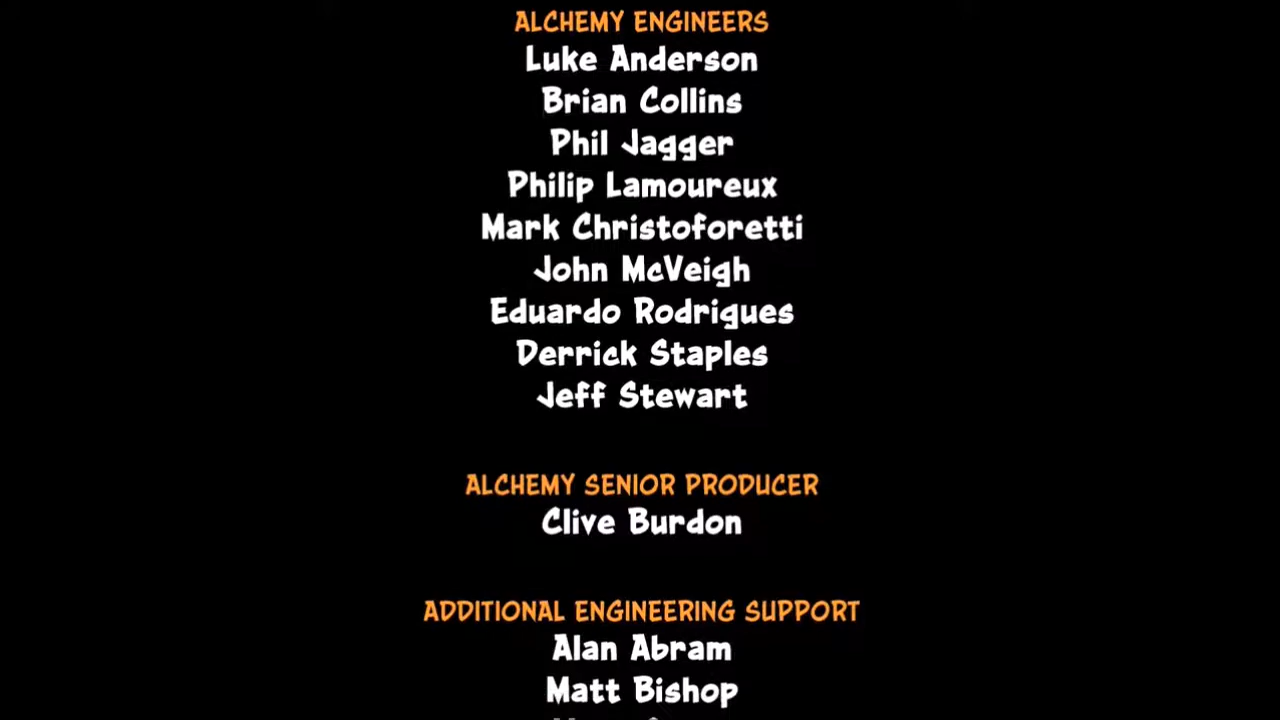 ALCHEMY ENGINEERS
Luke Anderson
Brian Collins
Phil Jagger
Philip Lamoureux
Mark Christoforetti
John McVeigh
Eduardo Rodrigues
Derrick Staples
Jeff Stewart
ALCHEMY SENIOR PRODUCER
Clive Burdon
ADDITIONAL ENGINEERING SUPPORT
Alan Abram
Matt Bishop